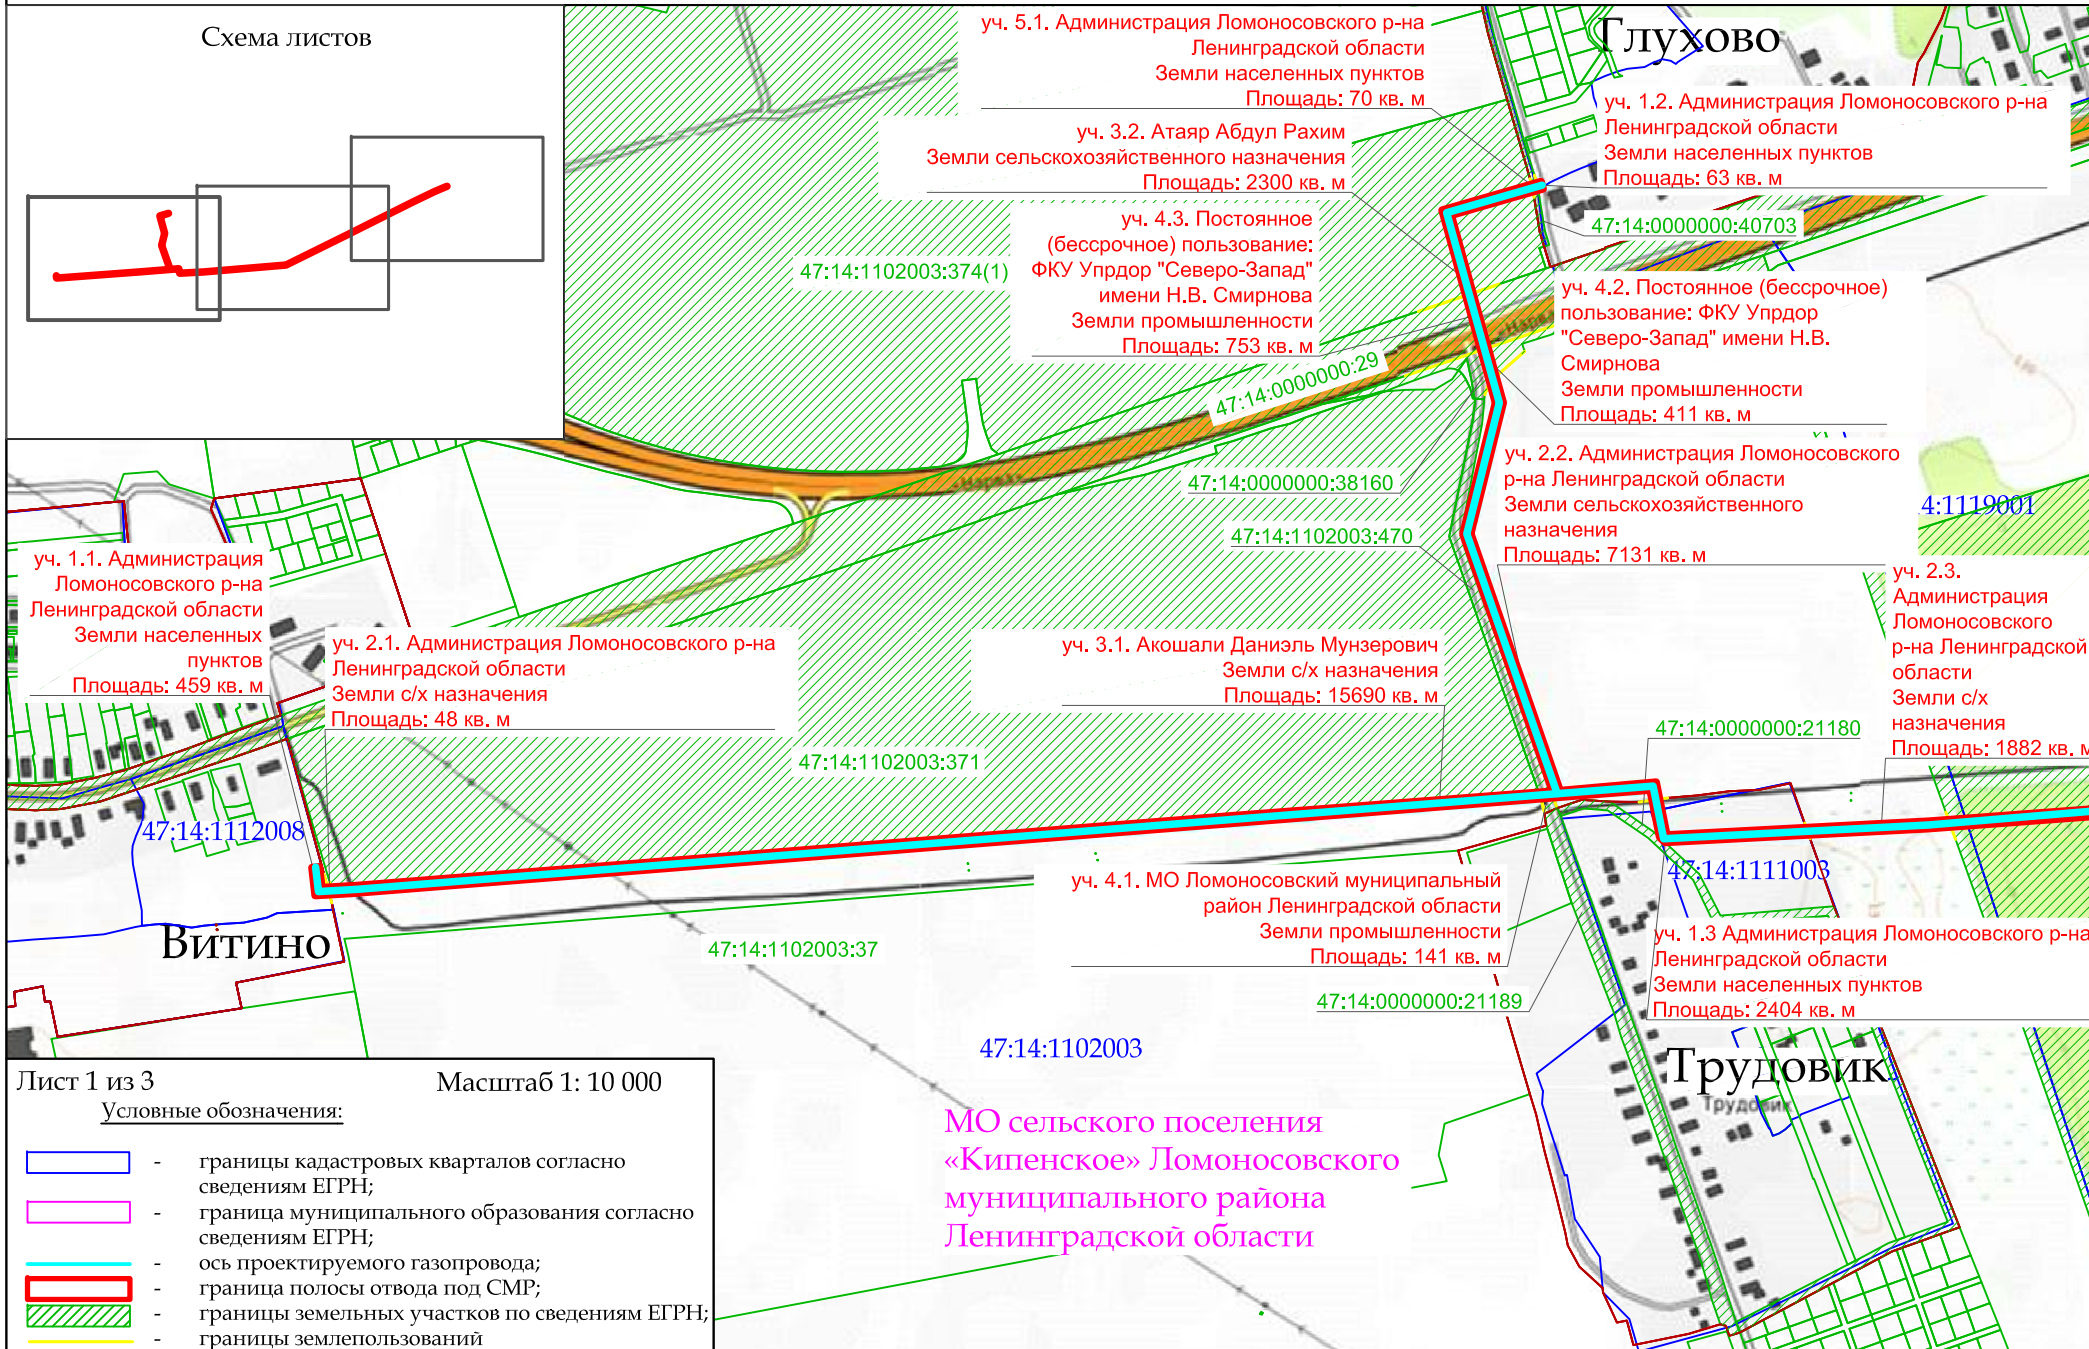 Схема листов
уч. 5.1. Администрация Ломоносовского р-на
Ленинградской области
Земли населенных пунктов
Площадь: 70 кв. м
Глухово
уч. 1.2. Администрация Ломоносовского р-на
Ленинградской области
Земли населенных пунктов
Площадь: 63 кв. м
уч. 3.2. Атаяр Абдул Рахим
Земли сельскохозяйственного назначения
Площадь: 2300 кв. м
47:14:0000000:40703
уч. 4.3. Постоянное
(бессрочное) пользование:
ФКУ Упрдор "Северо-Запад"
имени Н.В. Смирнова
Земли промышленности
Площадь: 753 кв. м
47:14:1102003:374(1)
уч. 4.2. Постоянное (бессрочное)
пользование: ФКУ Упрдор
"Северо-Запад" имени Н.В.
Смирнова
Земли промышленности
Площадь: 411 кв. м
47:14:0000000:29
«Нарва»
47:14:0000000:38160
47:14:1102003:470
уч. 2.2. Администрация Ломоносовского
р-на Ленинградской области
Земли сельскохозяйственного
назначения
Площадь: 7131 кв. м
4:1119001
уч. 1.1. Администрация
Ломоносовского р-на
Ленинградской области
Земли населенных
пунктов
Площадь: 459 кв. м
уч. 2.1. Администрация Ломоносовского р-на
Ленинградской области
Земли с/х назначения
Площадь: 48 кв. м
уч. 3.1. Акошали Даниэль Мунзерович
Земли с/х назначения
Площадь: 15690 кв. м
уч. 2.3.
Администрация
Ломоносовского
р-на Ленинградской
области
Земли с/х
назначения
Площадь: 1882 кв. м
47:14:0000000:21180
47:14:1102003:371
47:14:1112008
47:14:1111003
Витино
47:14:1102003:37
уч. 4.1. МО Ломоносовский муниципальный
район Ленинградской области
Земли промышленности
Площадь: 141 кв. м
47:14:0000000:21189
уч. 1.3 Администрация Ломоносовского р-на
Ленинградской области
Земли населенных пунктов
Площадь: 2404 кв. м
47:14:1102003
Трудовик
Трудовик
МО сельского поселения
«Кипенское» Ломоносовского
муниципального района
Ленинградской области
Лист 1 из 3 Масштаб 1: 10 000
Условные обозначения:
- границы кадастровых кварталов согласно
сведениям ЕГРН;
- граница муниципального образования согласно
сведениям ЕГРН;
- ось проектируемого газопровода;
- граница полосы отвода под СМР;
- границы земельных участков по сведениям ЕГРН;
- границы землепользований